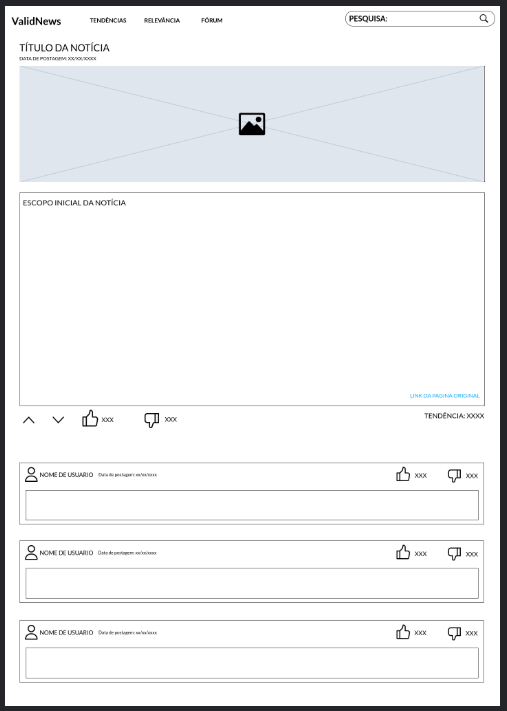 ValidNews TENDÊNCIAS RELEVÂNCIA FÓRUM PESQUISA:
TÍTULO DA NOTÍCIA
DATA DE POSTAGEM: XX/XX/XXXX
ESCOPO INICIAL DA NOTÍCIA
LINK DA PAGINA ORIGINAL
XXX XXX TENDÊNCIA: XXXX
NOME DE USUARIO Data de postagem: xx/xx/xxxx XXX XXX
NOME DE USUARIO Data de postagem: xx/xx/xxxx XXX XXX
NOME DE USUARIO Data de postagem: xx/xx/xxxx XXX XXX